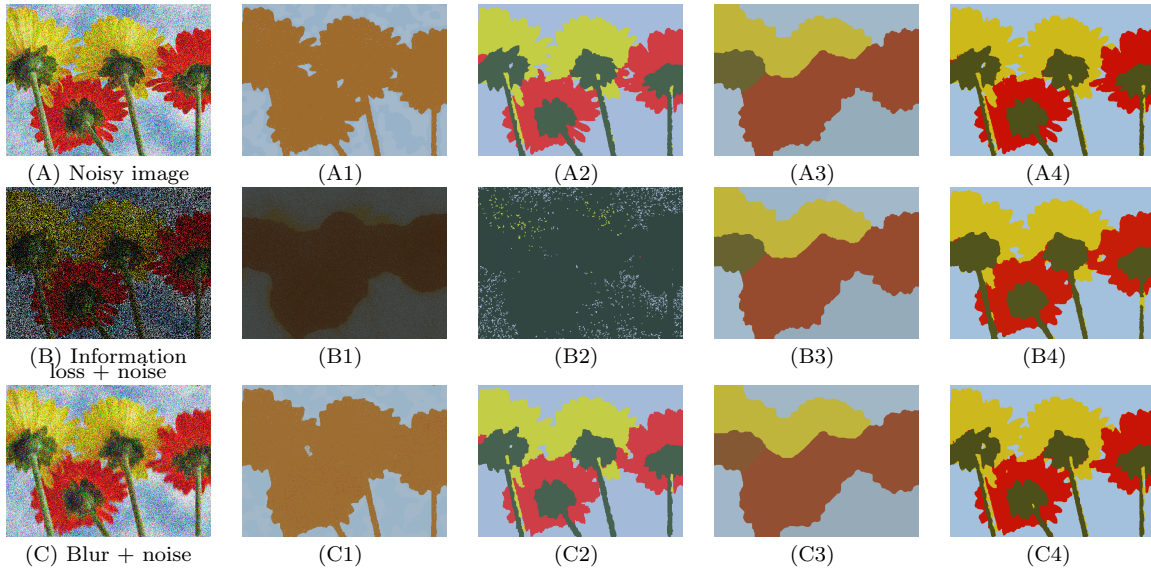 (A) Noisy image
(A1)
(A2)
(A3)
(A4)
(B) Information
loss + noise
(B1)
(B2)
(B3)
(B4)
(C) Blur + noise
(C1)
(C2)
(C3)
(C4)